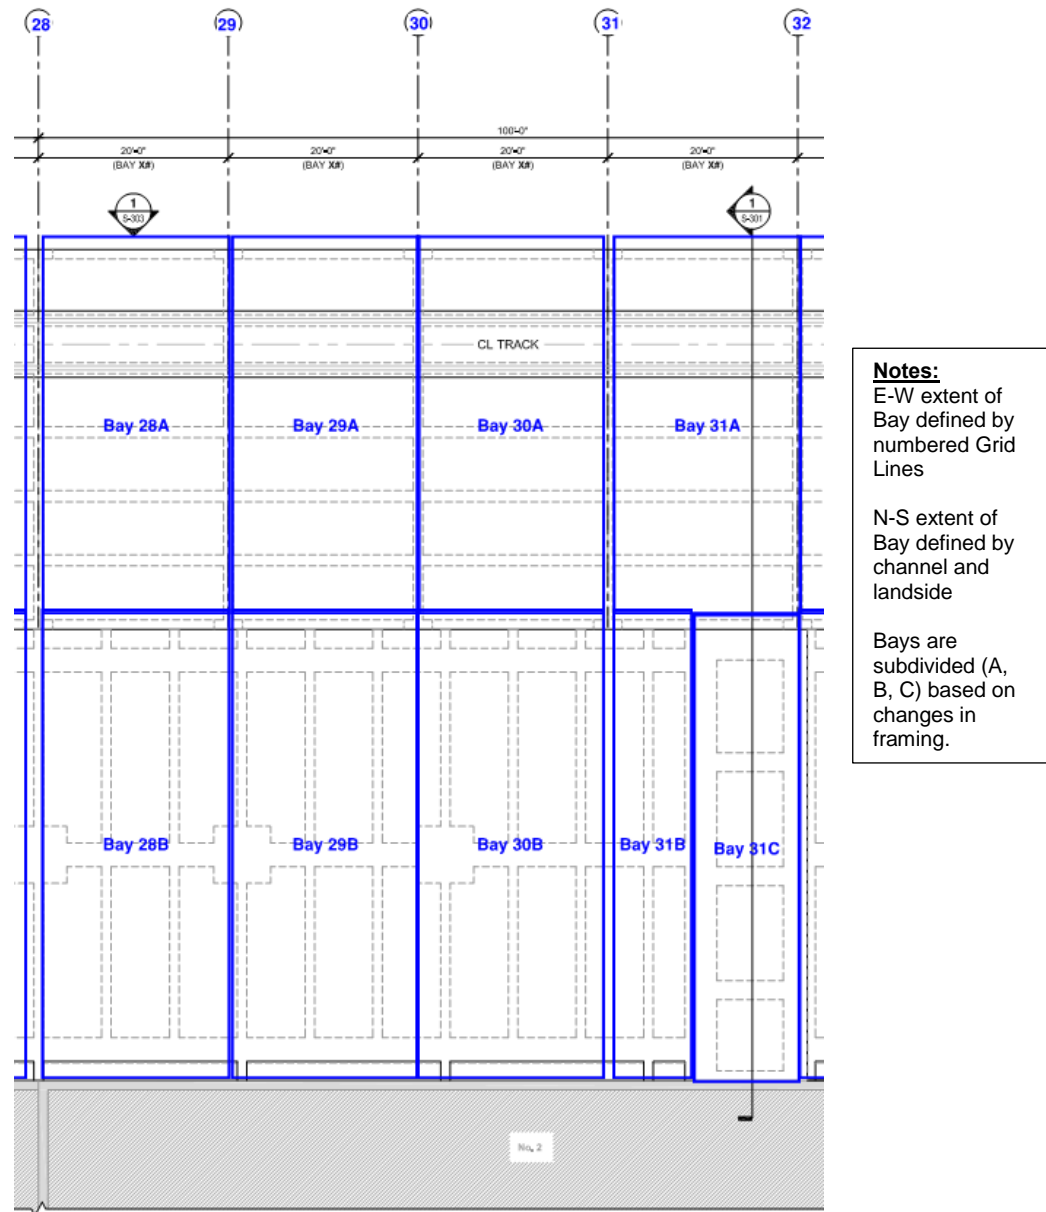 28 29 30 31 32
100'-0"
20'-0" 20'-0" 20'-0" 20'-0"
(BAY X#) (BAY X#) (BAY X#) (BAY X#)
1 1
S-303 S-301
CL TRACK
Bay 28A Bay 29A Bay 30A Bay 31A
Notes:
E-W extent of
Bay defined by
numbered Grid
Lines
N-S extent of
Bay defined by
channel and
landside
Bays are
subdivided (A,
B, C) based on
changes in
framing.
Bay 28B Bay 29B Bay 30B Bay 31B Bay 31C
No. 2